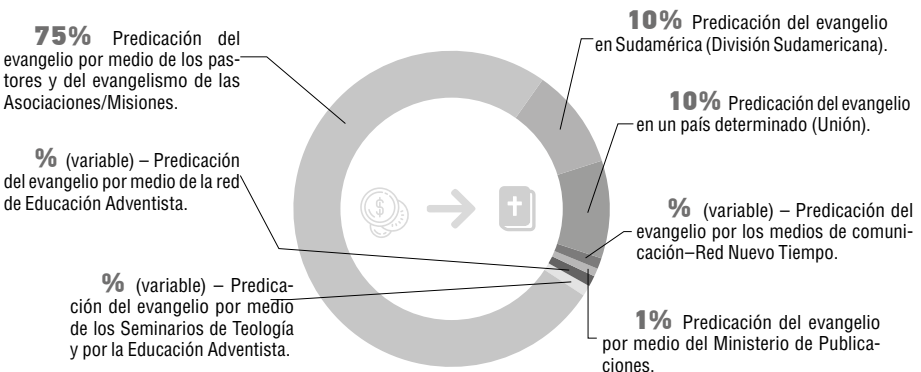 75% Predicación del
evangelio por medio de los pas-
tores y del evangelismo de las
Asociaciones/Misiones.
% (variable) – Predicación
del evangelio por medio de la red
de Educación Adventista.
% (variable) – Predica-
ción del evangelio por medio
de los Seminarios de Teología
y por la Educación Adventista.
$
10% Predicación del evangelio
en Sudamérica (División Sudamericana).
10% Predicación del evangelio
en un país determinado (Unión).
% (variable) – Predicación del
evangelio por los medios de comuni-
cación–Red Nuevo Tiempo.
1% Predicación del evangelio
por medio del Ministerio de Publica-
ciones.